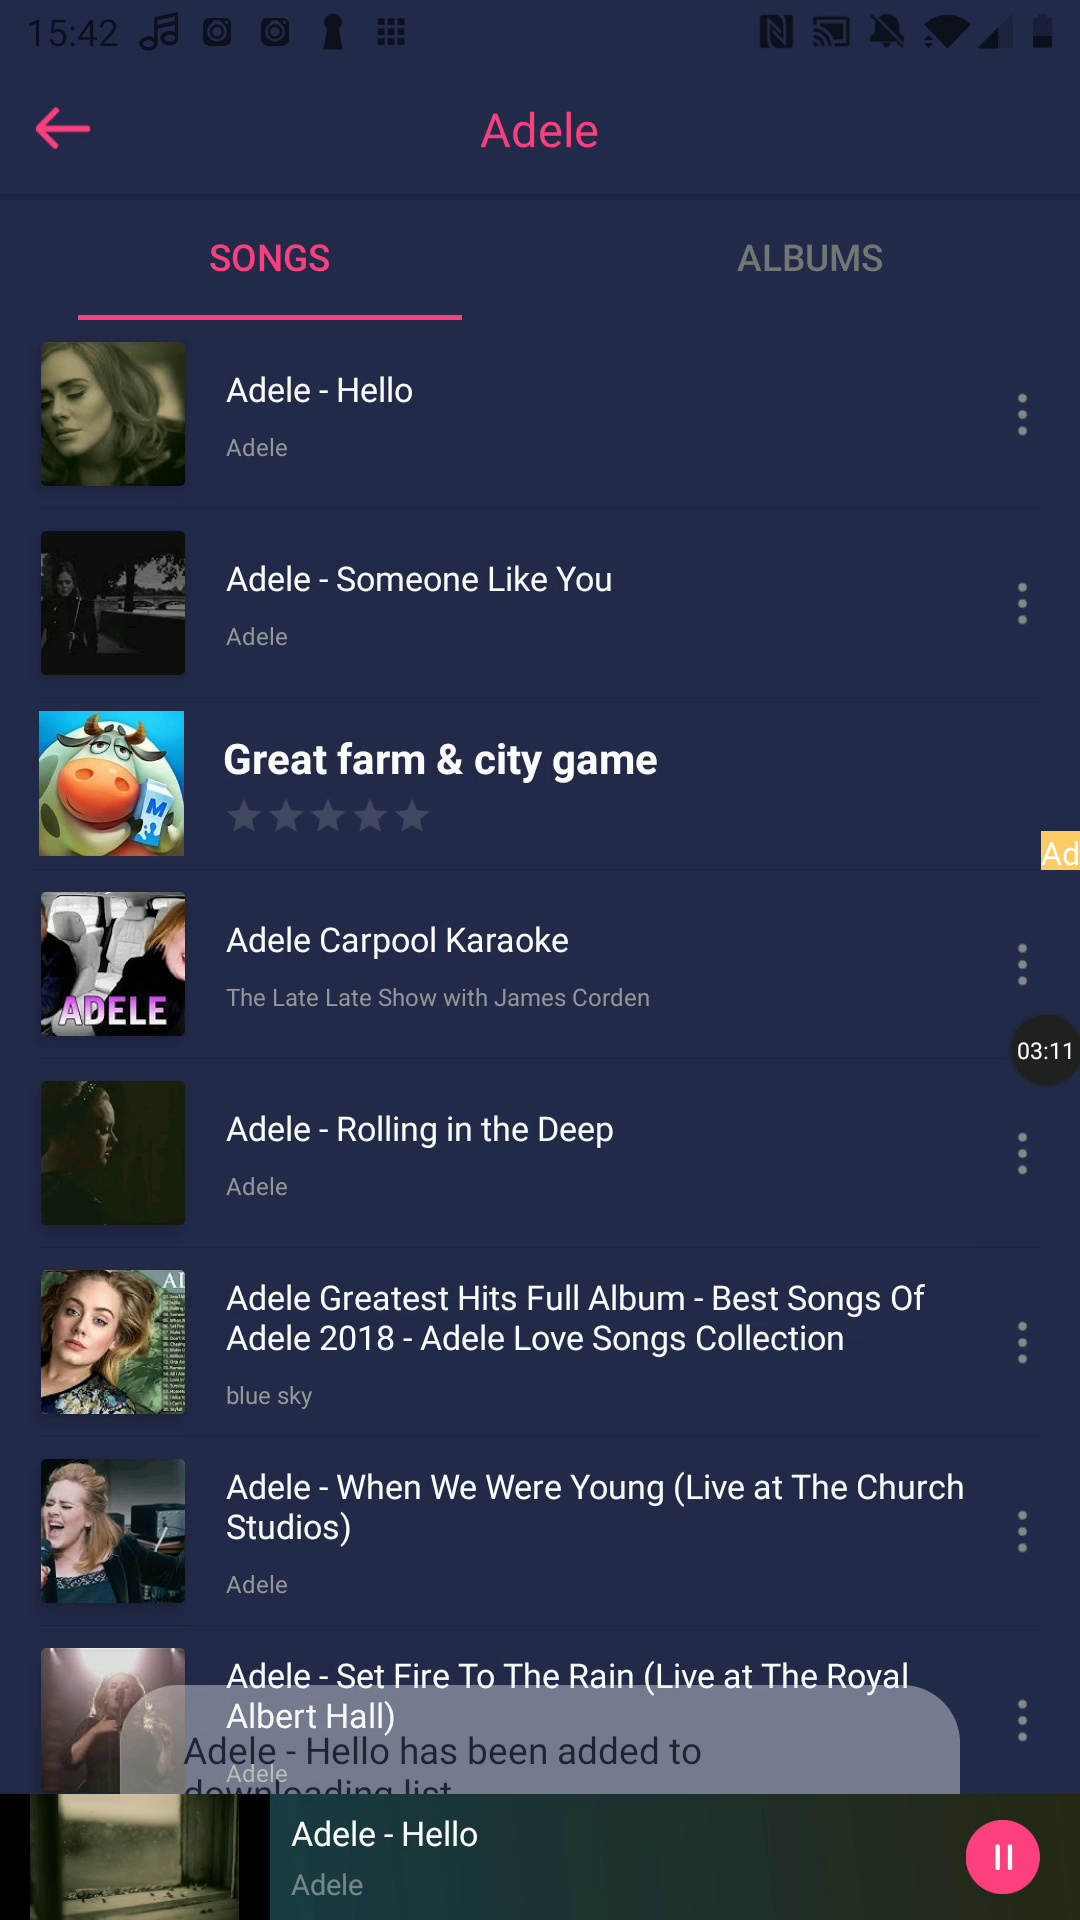 15:42
Adele
SONGS
ALBUMS
Adele - Hello
Adele
Adele - Someone Like You
Adele
Great farm & city game
M
Ad
ADELE
Adele Carpool Karaoke
The Late Late Show with James Corden
03:11
Adele - Rolling in the Deep
Adele
Adele Greatest Hits Full Album - Best Songs Of
Adele 2018 - Adele Love Songs Collection
blue sky
Adele - When We Were Young (Live at The Church
Studios)
Adele
Adele - Set Fire To The Rain (Live at The Royal
Albert Hall)
Adele
Adele - Hello has been added to
downloading list
Adele - Hello
Adele